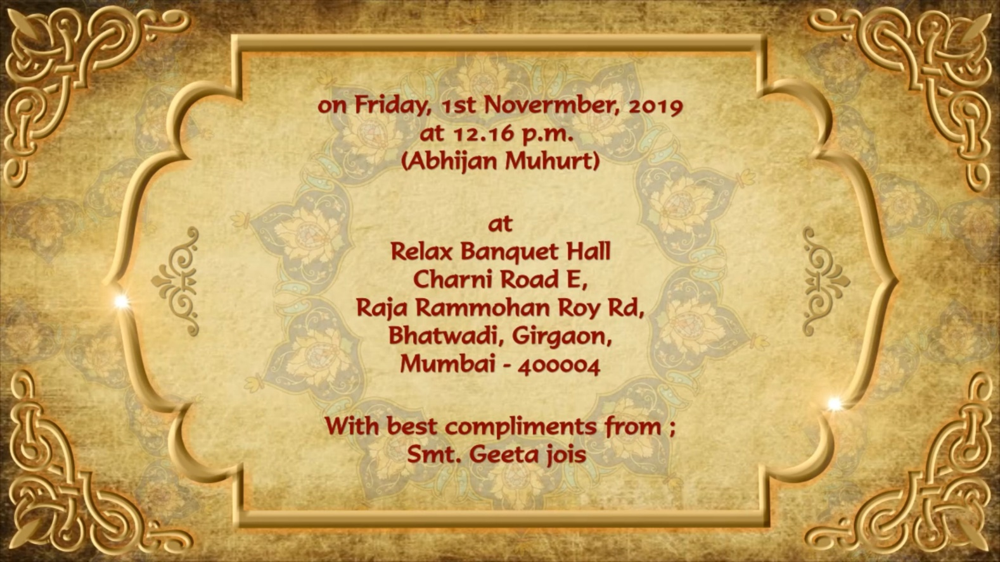 on Friday, 1st Novermber, 2019
at 12.16 p.m.
(Abhijan Muhurt)
at
Relax Banquet Hall
Charni Road E,
Raja Rammohan Roy Rd,
Bhatwadi, Girgaon,
Mumbai - 400004
With best compliments from ;
Smt. Geeta jois